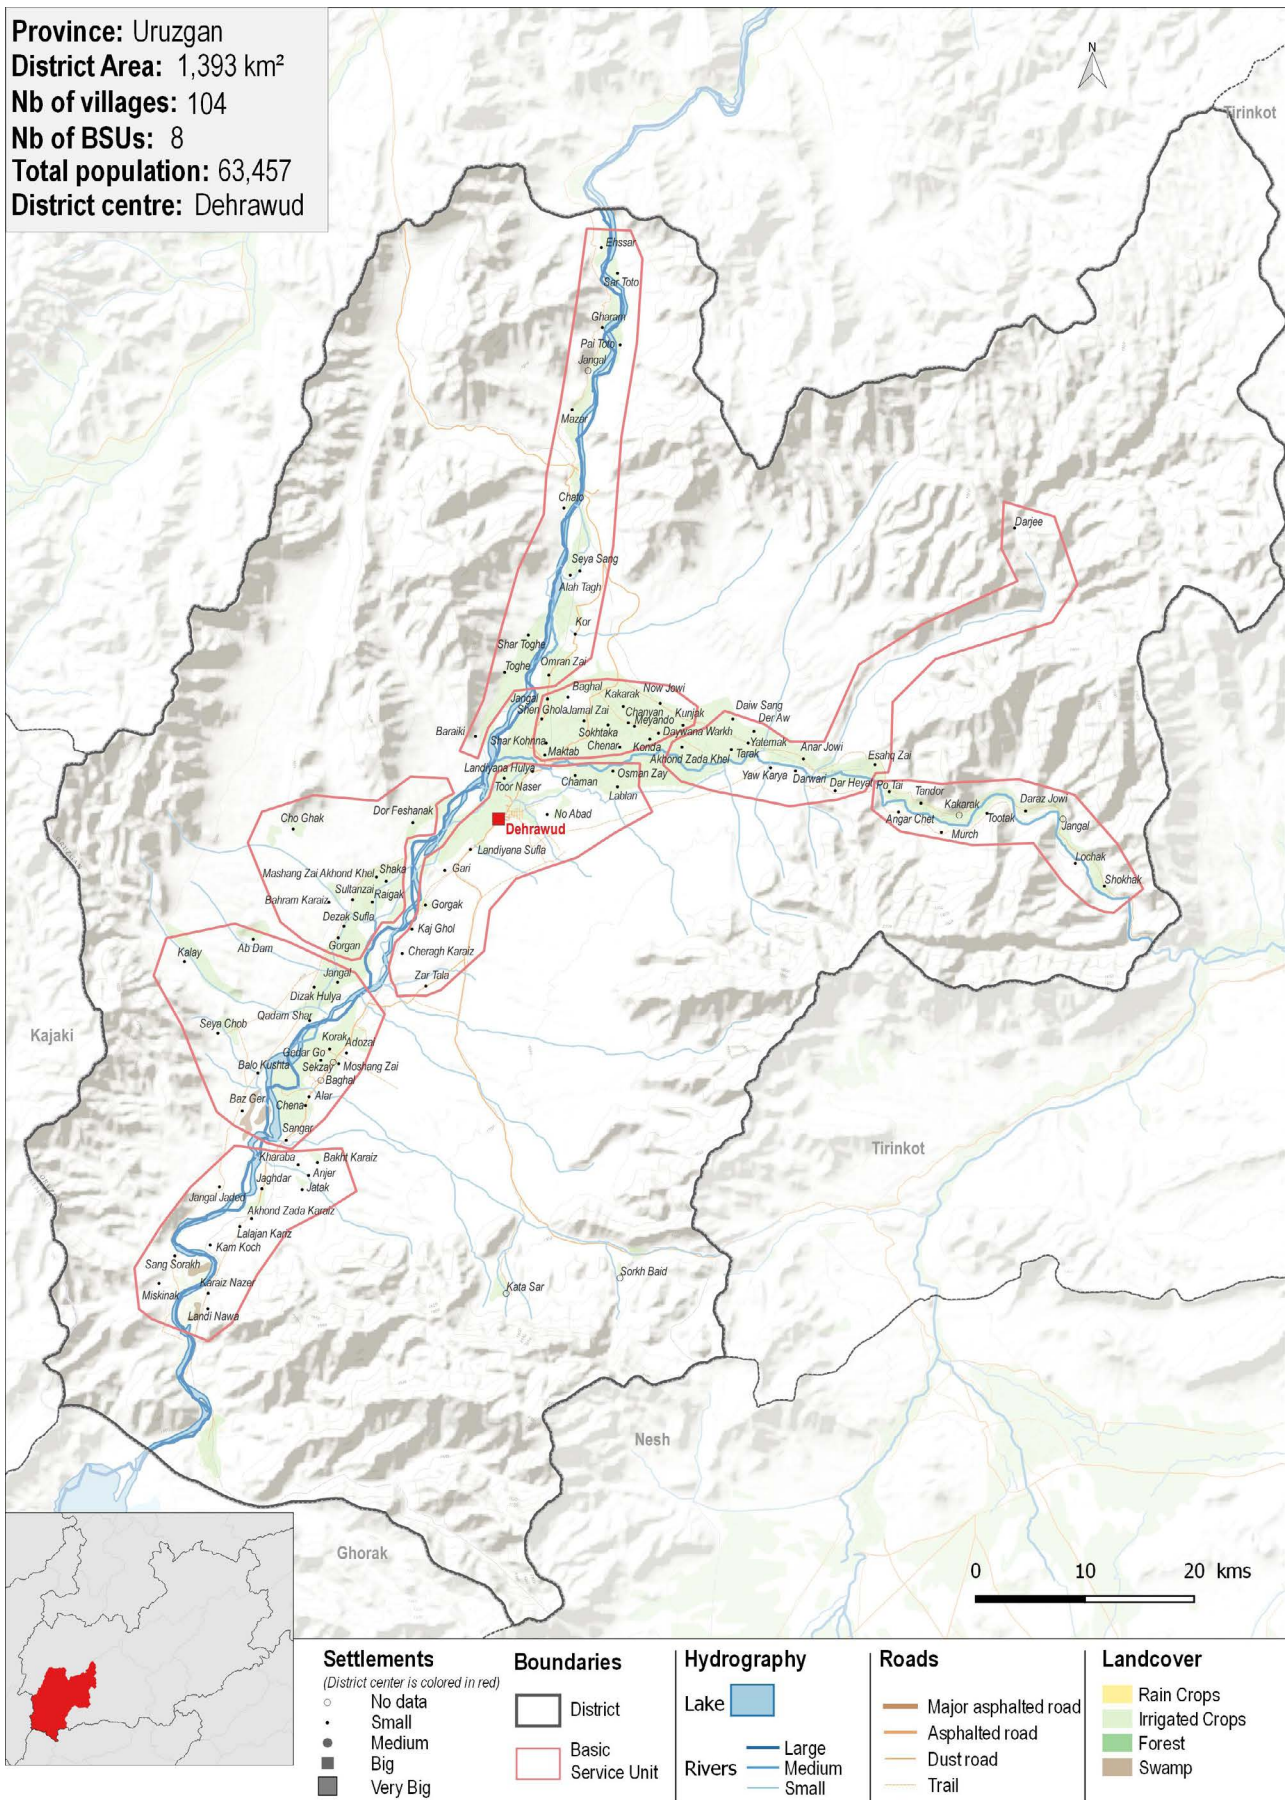 Province: Uruzgan
District Area: 1,393 km²
Nb of villages: 104
Nb of BSUs: 8
Total population: 63,457
District centre: Dehrawud
N
Tirinkot
Ehssar
Sar Toto
Gharam
Pai Toto
Jangal
Mazar
Chato
Darjee
Seya Sang
Alah Tagh
Kor
Shar Toghe
Omran Zai
Toghe
Baghal
Now Jowi
Jangal
Kakarak
Shen Ghola
Jamal Zai
Chanyan
Daiw Sang
Meyando
Kunjak
Der Aw
Baraiki
Sokhtaka
Daywana Warkh
Shar Kohnna
Chenar
Konda
Yatemak
Maktab
Akhond Zada Khel
Tarak
Anar Jowi
Esahq Zai
Landiyana Hulya
Osman Zay
Chaman
Yaw Karya
Darwari
Toor Naser
Dar Heyat
Po Tai
Lablan
Tandor
Daraz Jowi
Kakarak
Cho Ghak
Dor Feshanak
No Abad
Angar Chet
Tootak
Jangal
Dehrawud
Murch
Landiyana Sufla
Lochak
Gari
Shaka
Mashang Zai
Akhond Khel
Shokhak
Sultanzai
Raigak
Bahram Karaiz
Gorgak
Dezak Sufla
Kaj Ghol
Gorgan
Ab Dam
Kalay
Cheragh Karaiz
Jangal
Zar Tala
Dizak Hulya
Qadam Shar
Seya Chob
Kajaki
Korak
Adozai
Gedar Go
Balo Kushta
Sekzay
Moshang Zai
Baghal
Baz Ger
Alar
Chena
Sangar
Tirinkot
Kharaba
Bakht Karaiz
Anjer
Jaghdar
Jatak
Jangal Jaded
Akhond Zada Karaiz
Lalajan Kariz
Kam Koch
Sang Sorakh
Sorkh Baid
Karaiz Nazer
Kata Sar
Miskinak
Landi Nawa
Nesh
Ghorak
0 10 20 kms
Settlements
(District center is colored in red)
No data
Small
Medium
Big
Very Big
Boundaries
District
Basic
Service Unit
Hydrography
Lake
Rivers
Large
Medium
Small
Roads
Major asphalted road
Asphalted road
Dust road
Trail
Landcover
Rain Crops
Irrigated Crops
Forest
Swamp